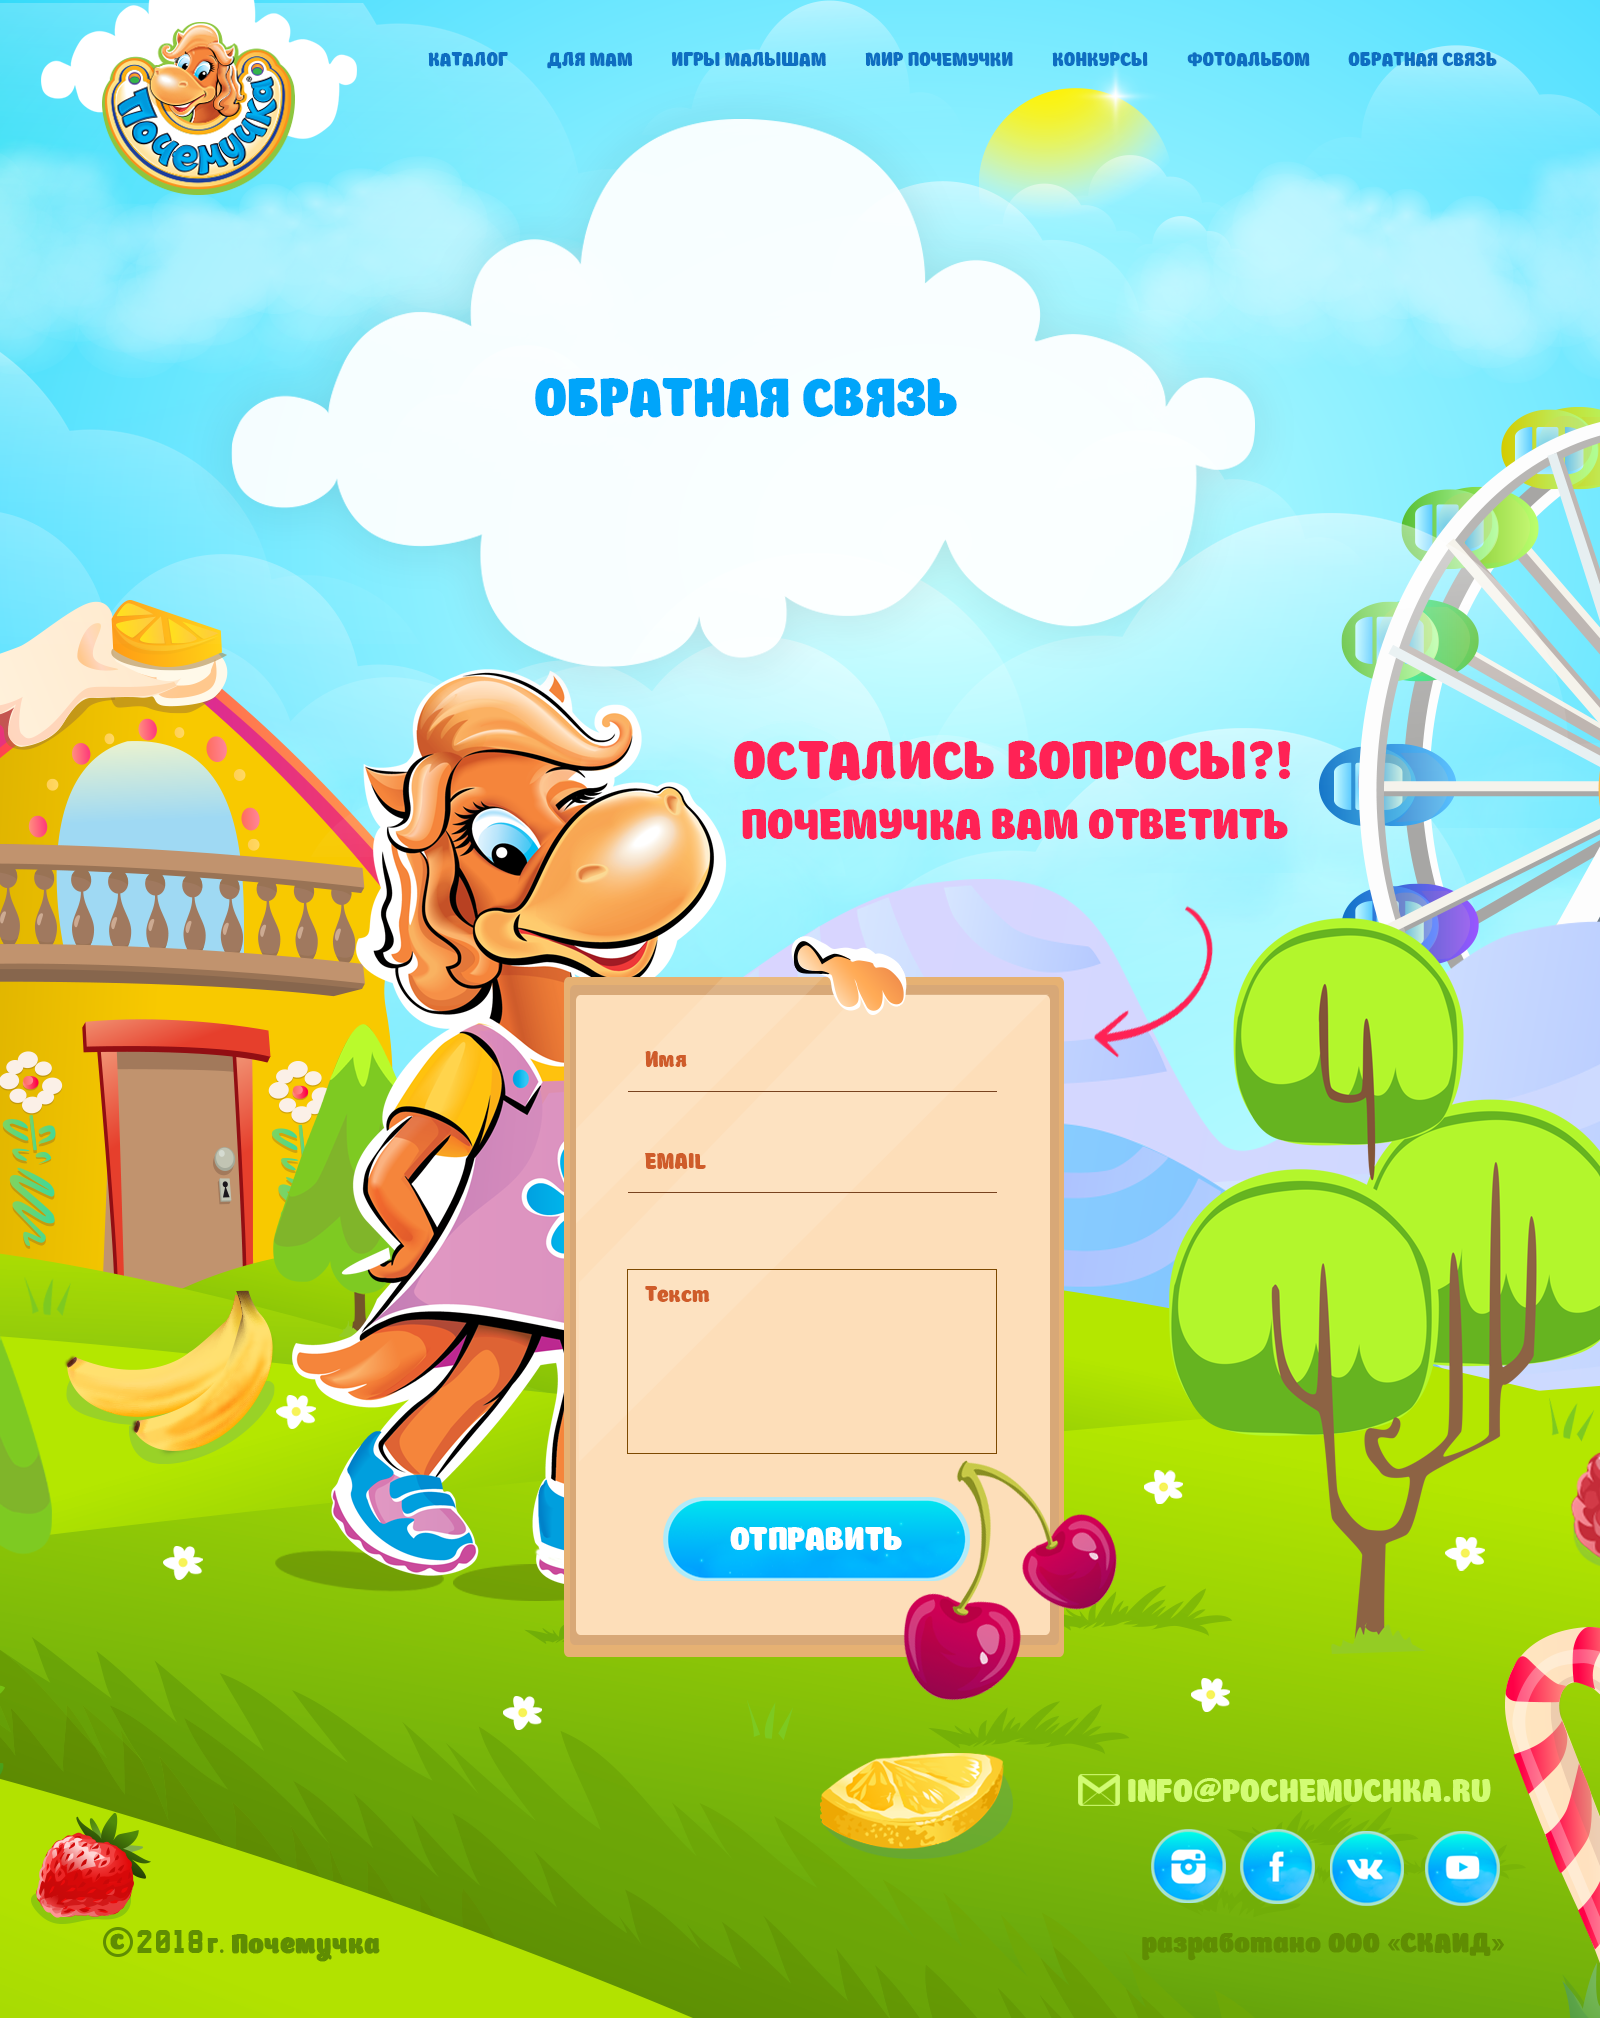 Почемучка
КАТАЛОГ ДЛЯ МАМ ИГРЫ МАЛЫШАМ МИР ПОЧЕМУЧКИ КОНКУРСЫ ФОТОАЛЬБОМ ОБРАТНАЯ СВЯЗЬ
ОБРАТНАЯ СВЯЗЬ
ОСТАЛИСЬ ВОПРОСЫ?!
ПОЧЕМУЧКА ВАМ ОТВЕТИТЬ
Имя
EMAIL
Текст
ОТПРАВИТЬ
INFO@POCHEMUCHKA.RU
©2018г. Почемучка
разработано ООО «СКАИД»